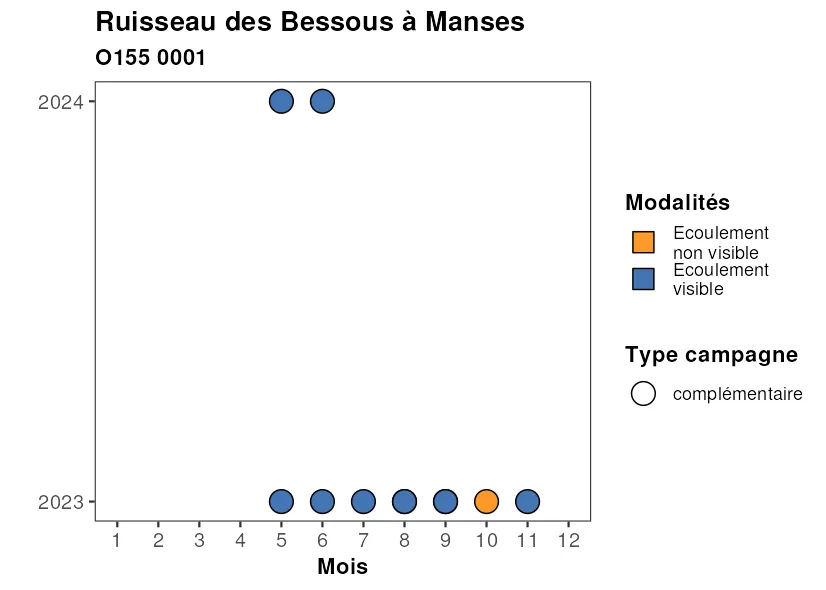 Ruisseau des Bessous à Manses
O155 0001
2024
2023
1 2 3 4 5 6 7 8 9 10 11 12
Mois
Modalités
Ecoulement
non visible
Ecoulement
visible
Type campagne
complémentaire